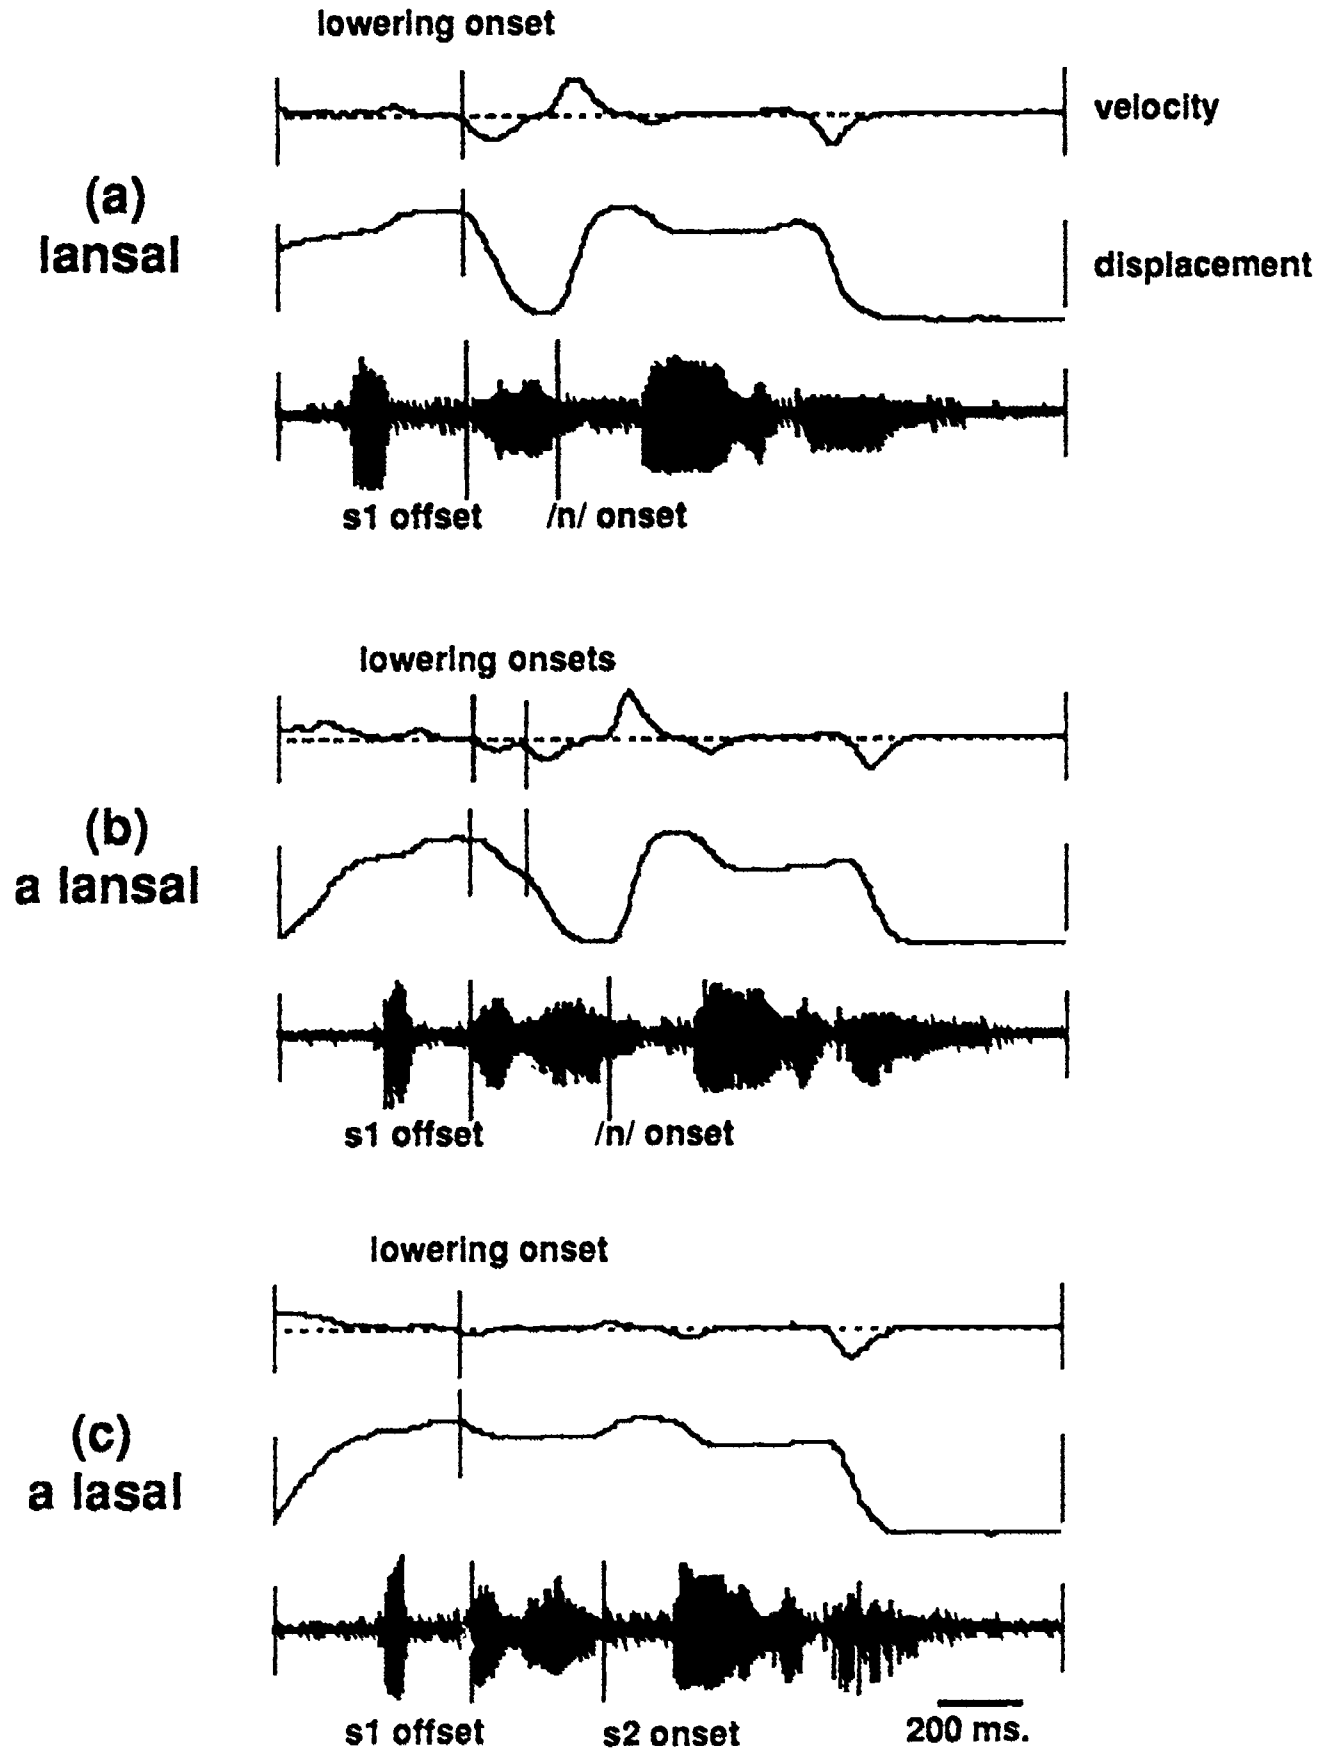 lowering onset
velocity
(a)
lansal
displacement
s1 offset
/n/ onset
lowering onsets
(b)
a lansal
s1 offset
/n/ onset
lowering onset
(c)
a lasal
s1 offset
s2 onset
200 ms.